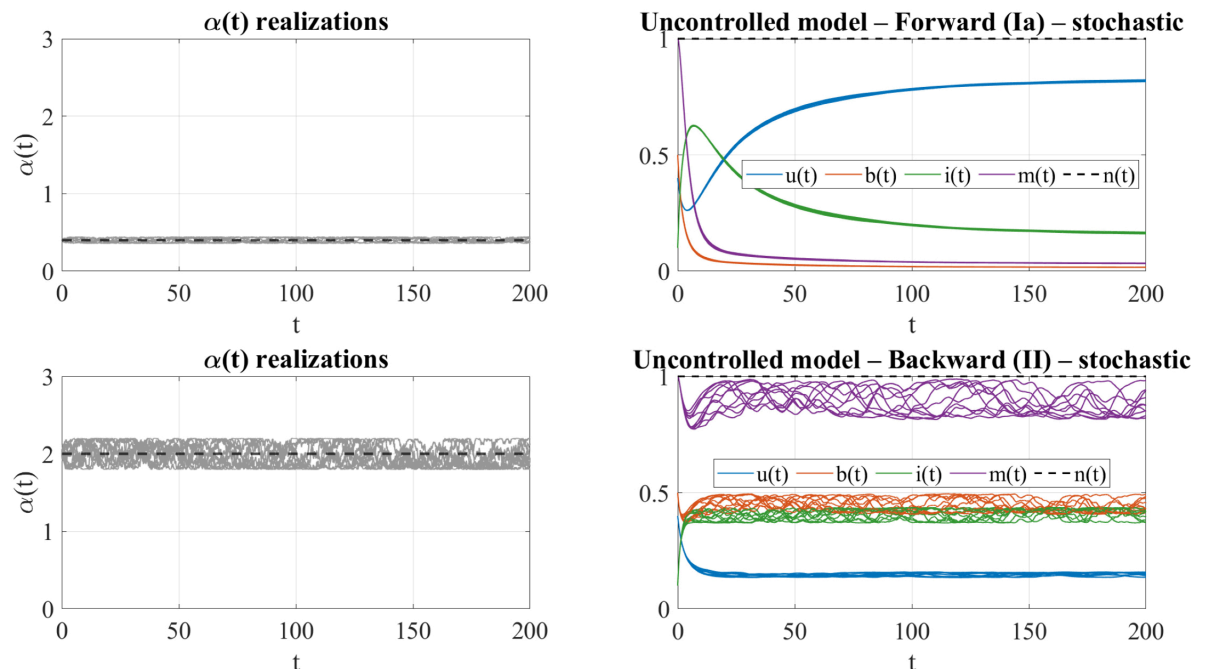 α(t) realizations
3
2
1
0
α(t)
0 50 100 150 200
t
Uncontrolled model – Forward (Ia) – stochastic
1
0.5
0
u(t) b(t) i(t) m(t) n(t)
0 50 100 150 200
t
α(t) realizations
3
2
1
0
α(t)
0 50 100 150 200
t
Uncontrolled model – Backward (II) – stochastic
1
0.5
0
u(t) b(t) i(t) m(t) n(t)
0 50 100 150 200
t